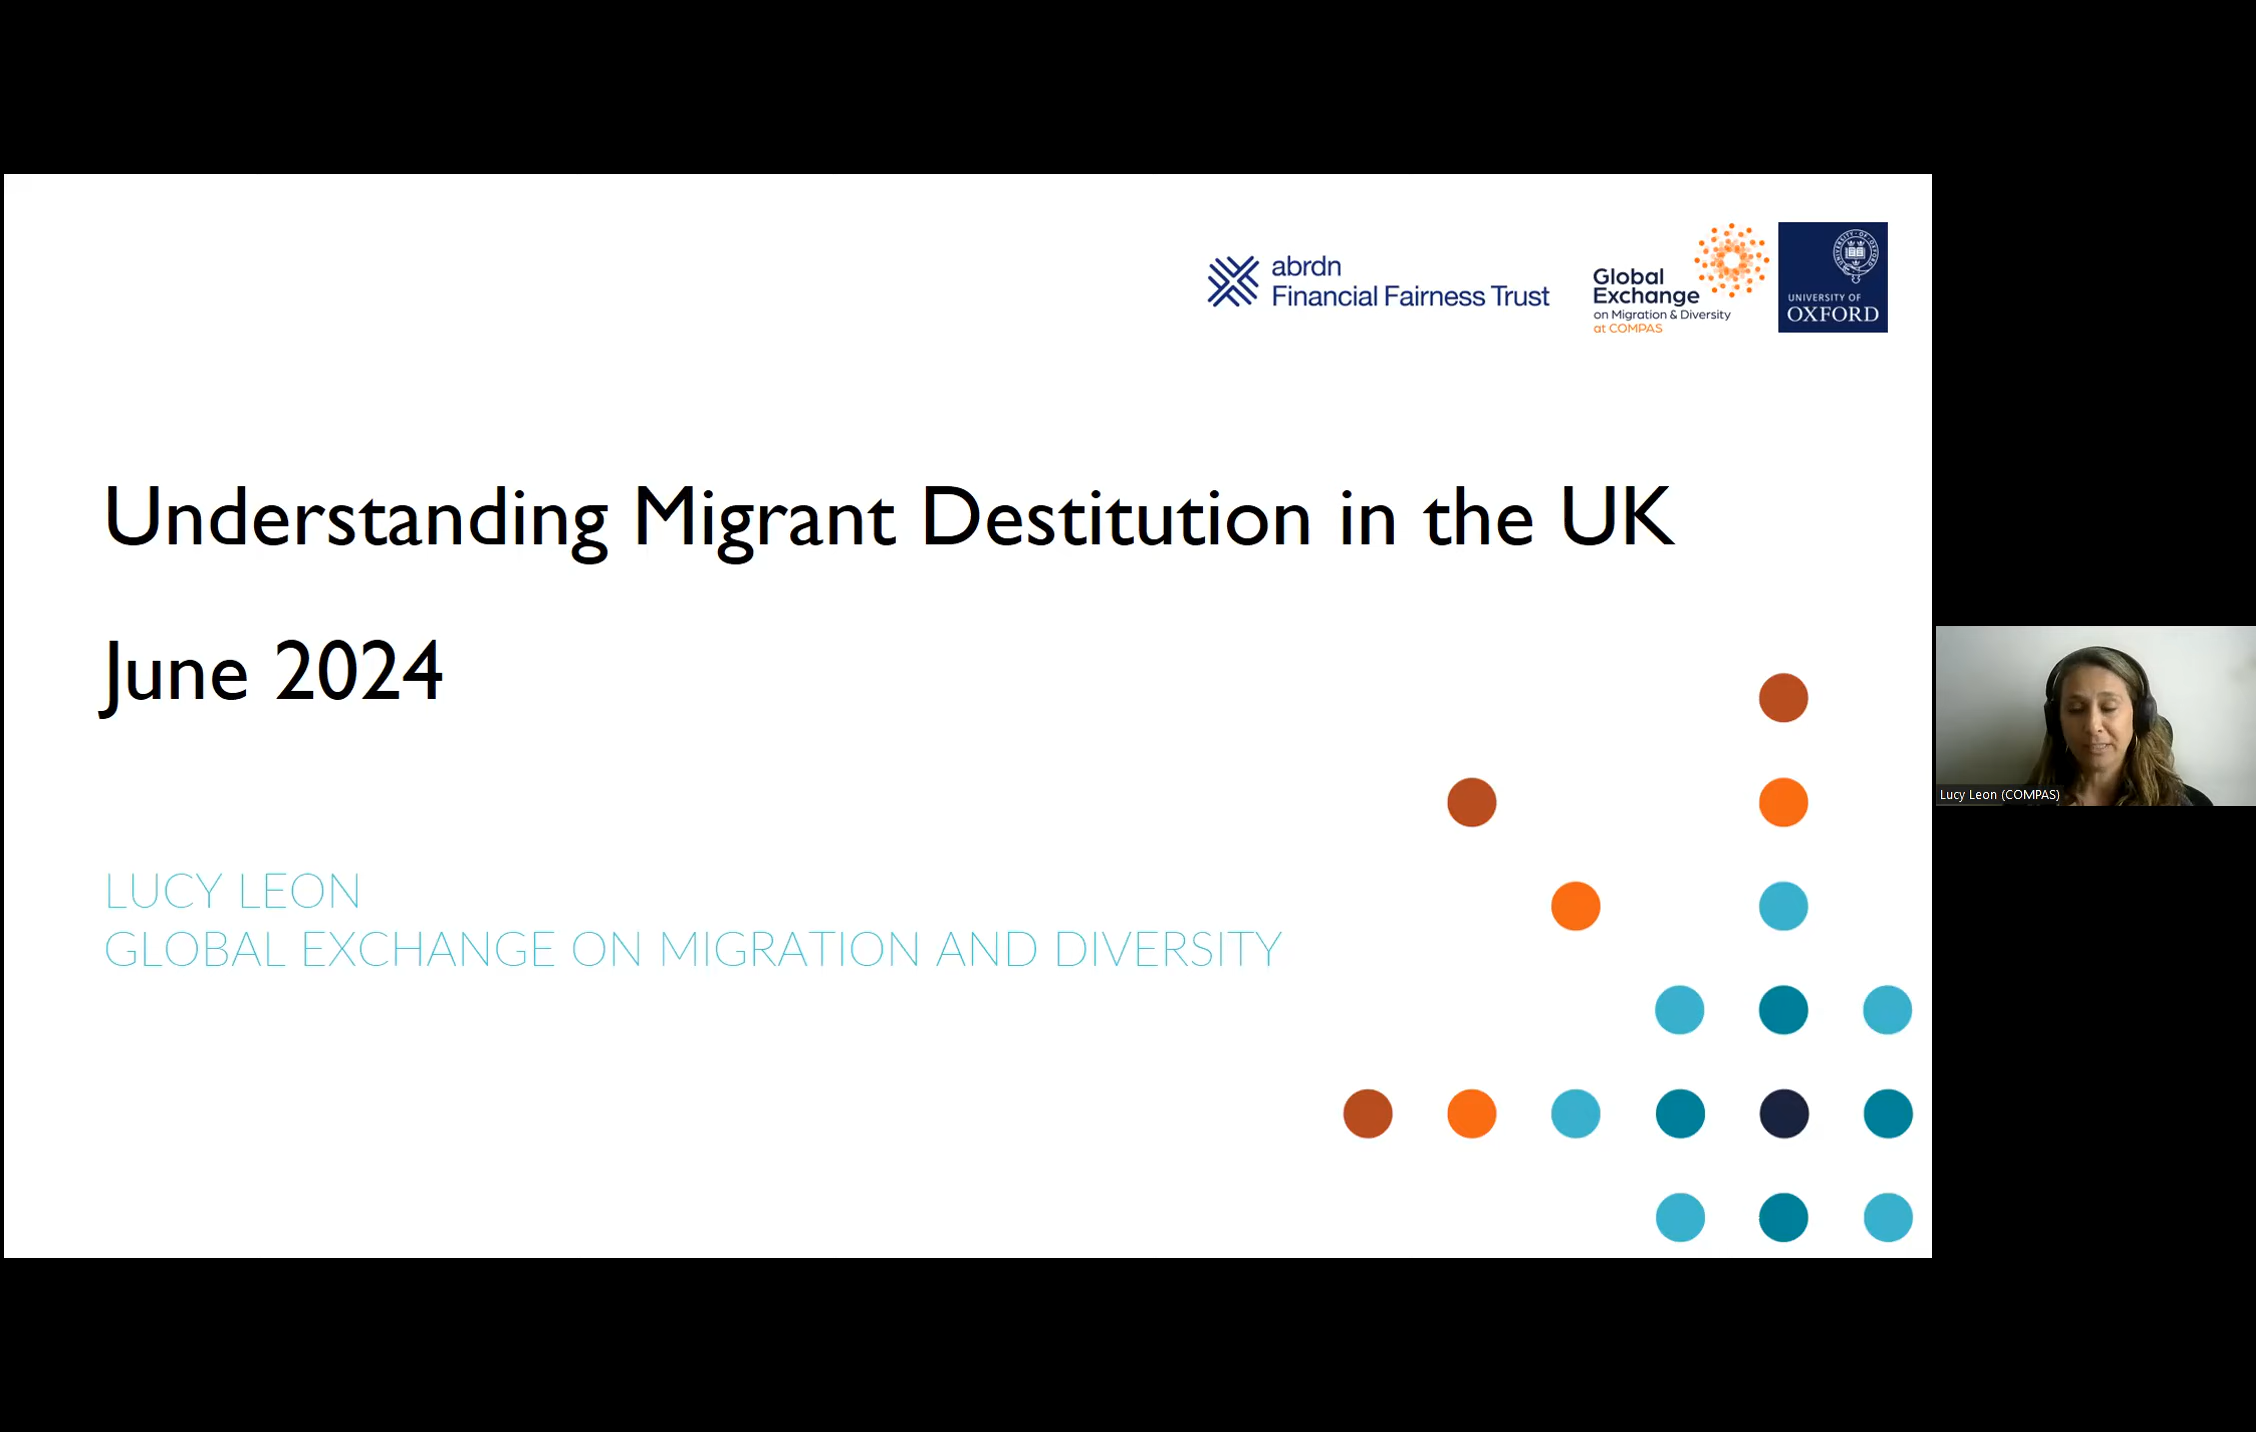 abrdn
Financial Fairness Trust
Global
Exchange
on Migration & Diversity
at COMPAS
UNIVERSITY OF
OXFORD
Understanding Migrant Destitution in the UK
June 2024
LUCY LEON
GLOBAL EXCHANGE ON MIGRATION AND DIVERSITY
Lucy Leon (COMPAS)